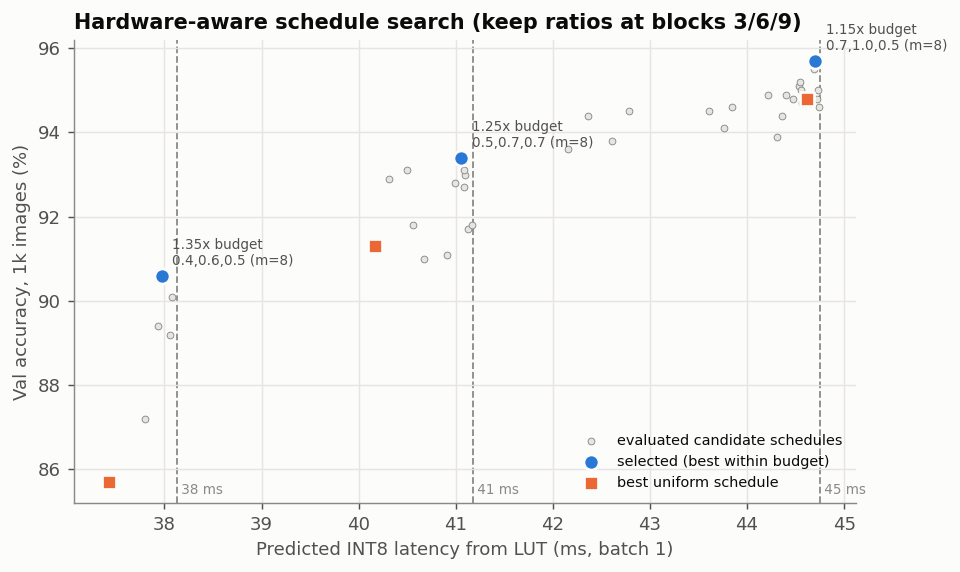 Hardware-aware schedule search (keep ratios at blocks 3/6/9)
1.15x budget
0.7,1.0,0.5 (m=8)
1.25x budget
0.5,0.7,0.7 (m=8)
1.35x budget
0.4,0.6,0.5 (m=8)
Val accuracy, 1k images (%)
96
94
92
90
88
86
evaluated candidate schedules
selected (best within budget)
best uniform schedule
38 ms
41 ms
45 ms
38
39
40
41
42
43
44
45
Predicted INT8 latency from LUT (ms, batch 1)